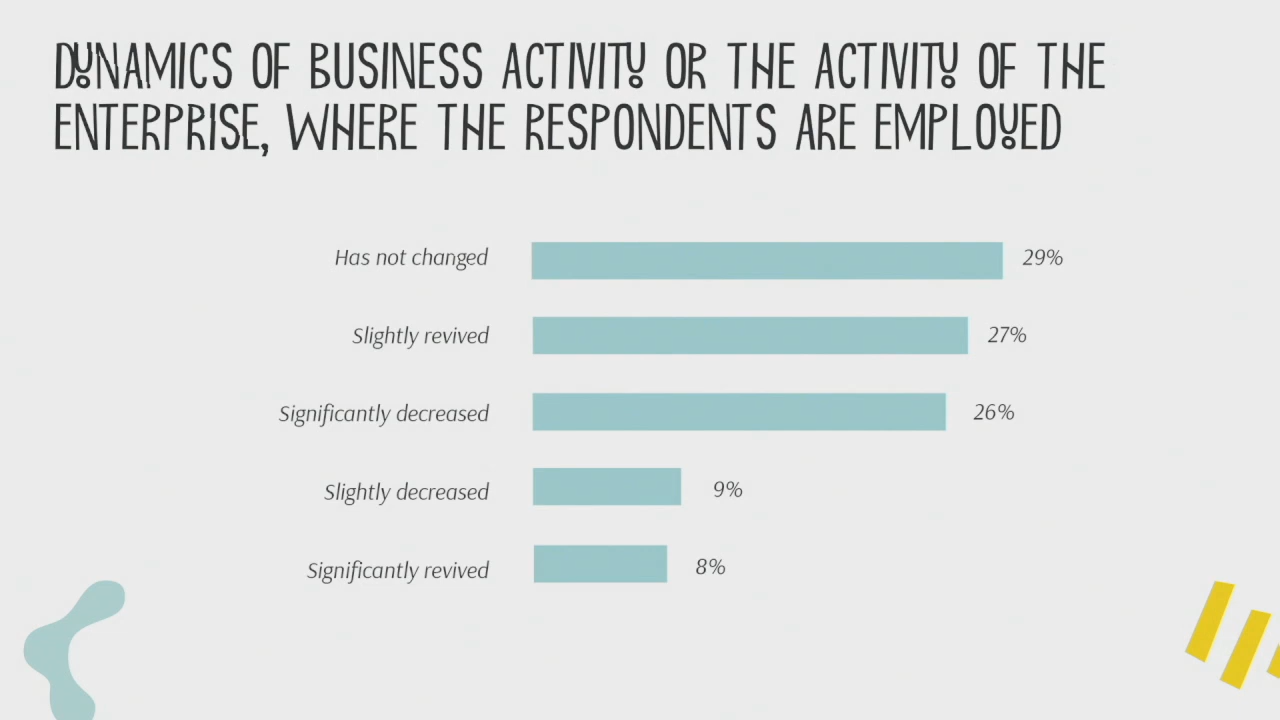 DYNAMICS OF BUSINESS ACTIVITY OR THE ACTIVITY OF THE
ENTERPRISE, WHERE THE RESPONDENTS ARE EMPLOYED
Has not changed 29%
Slightly revived 27%
Significantly decreased 26%
Slightly decreased 9%
Significantly revived 8%